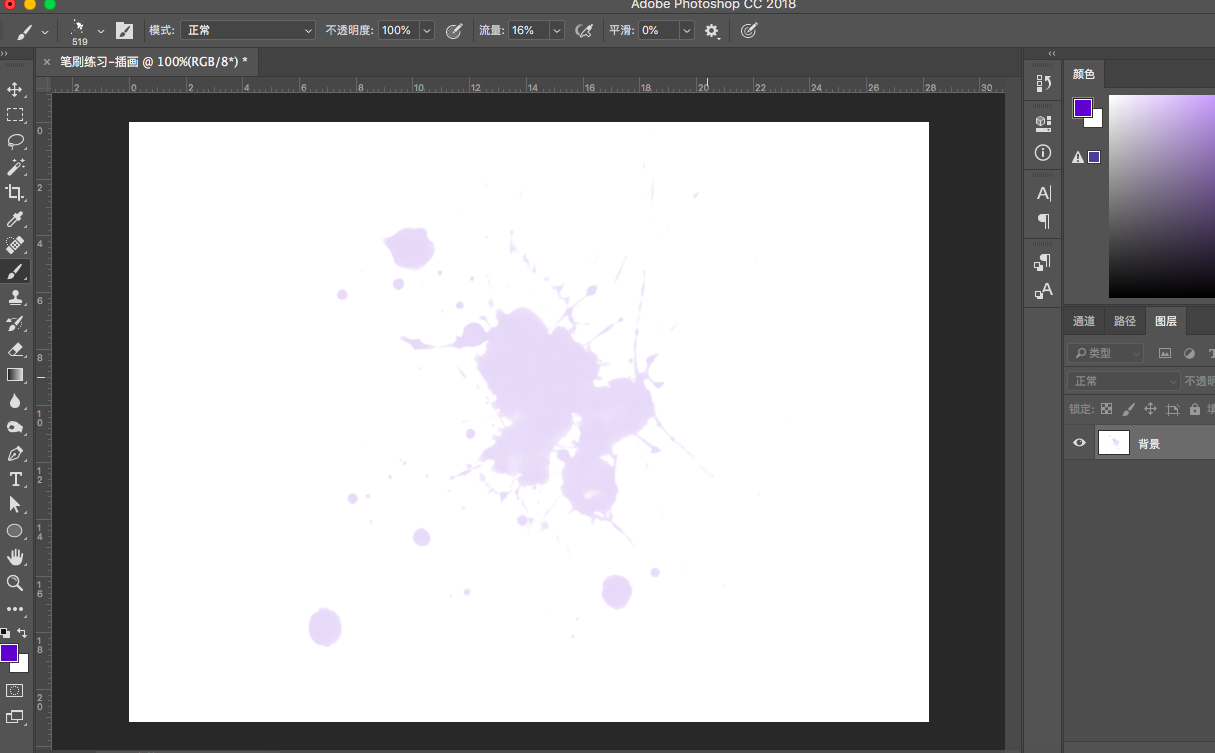 Adobe Photoshop CC 2018
519 模式: 正常 不透明度: 100% 流量: 16% 平滑: 0%
× 笔刷练习-插画 @ 100%(RGB/8*) *
2 0 2 4 6 8 10 12 14 16 18 20 22 24 26 28 30
0
2
4
6
8
10
12
14
16
18
20
颜色
通道 路径 图层
类型
正常 不透明
锁定:
背景